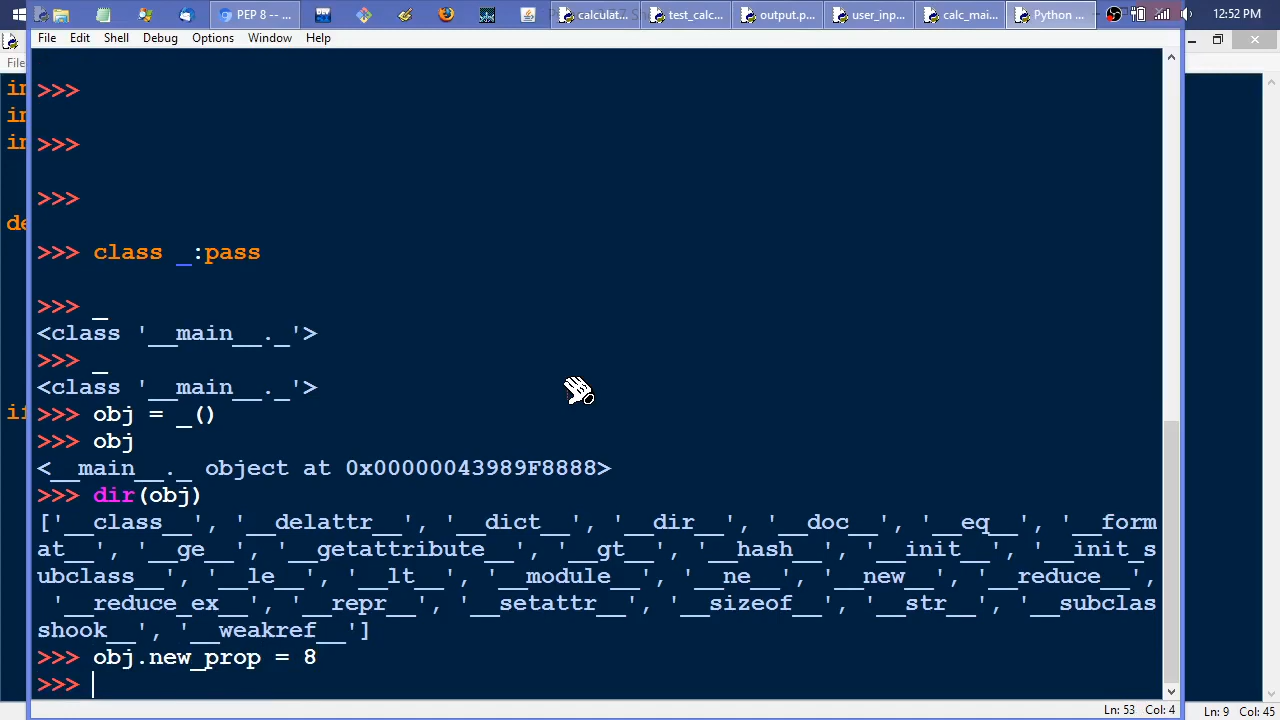 PEP 8 -- ...
calculat...
test_calc...
output.p...
user_inp...
calc_mai...
Python ...
12:52 PM
File Edit Shell Debug Options Window Help
>>>
>>>
>>>
>>> class _:pass
>>> _
<class '__main__._'>
>>> _
<class '__main__._'>
>>> obj = _()
>>> obj
<__main__._ object at 0x00000043989F8888>
>>> dir(obj)
['__class__', '__delattr__', '__dict__', '__dir__', '__doc__', '__eq__', '__form
at__', '__ge__', '__getattribute__', '__gt__', '__hash__', '__init__', '__init_s
ubclass__', '__le__', '__lt__', '__module__', '__ne__', '__new__', '__reduce__',
'__reduce_ex__', '__repr__', '__setattr__', '__sizeof__', '__str__', '__subclas
shook__', '__weakref__']
>>> obj.new_prop = 8
>>>
Ln: 53 Col: 4
Ln: 9 Col: 45